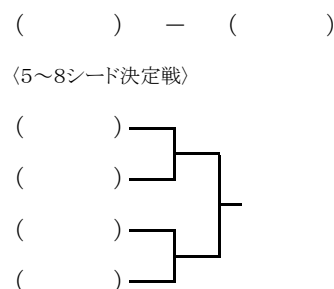 (　　　) － (　　　)
〈5～8シード決定戦〉
(　　　)
(　　　)
(　　　)
(　　　)